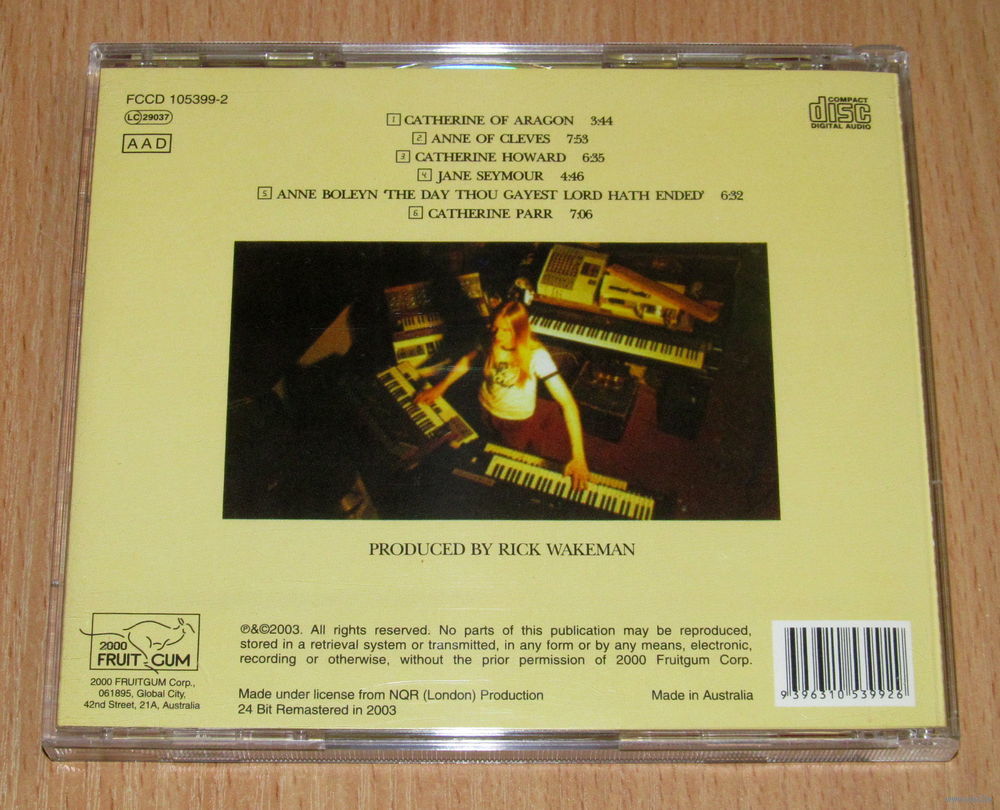 FCCD 105399-2
LC 29037
AAD
COMPACT
disc
DIGITAL AUDIO
1 CATHERINE OF ARAGON 3:44
2 ANNE OF CLEVES 7:53
3 CATHERINE HOWARD 6:35
4 JANE SEYMOUR 4:46
5 ANNE BOLEYN 'THE DAY THOU GAYEST LORD HATH ENDED' 6:32
6 CATHERINE PARR 7:06
PRODUCED BY RICK WAKEMAN
2000
FRUITGUM
2000 FRUITGUM Corp.,
061895, Global City,
42nd Street, 21A, Australia
℗&©2003. All rights reserved. No parts of this publication may be reproduced,
stored in a retrieval system or transmitted, in any form or by any means, electronic,
recording or otherwise, without the prior permission of 2000 Fruitgum Corp.
Made under license from NQR (London) Production
Made in Australia
24 Bit Remastered in 2003
9 396310 539926